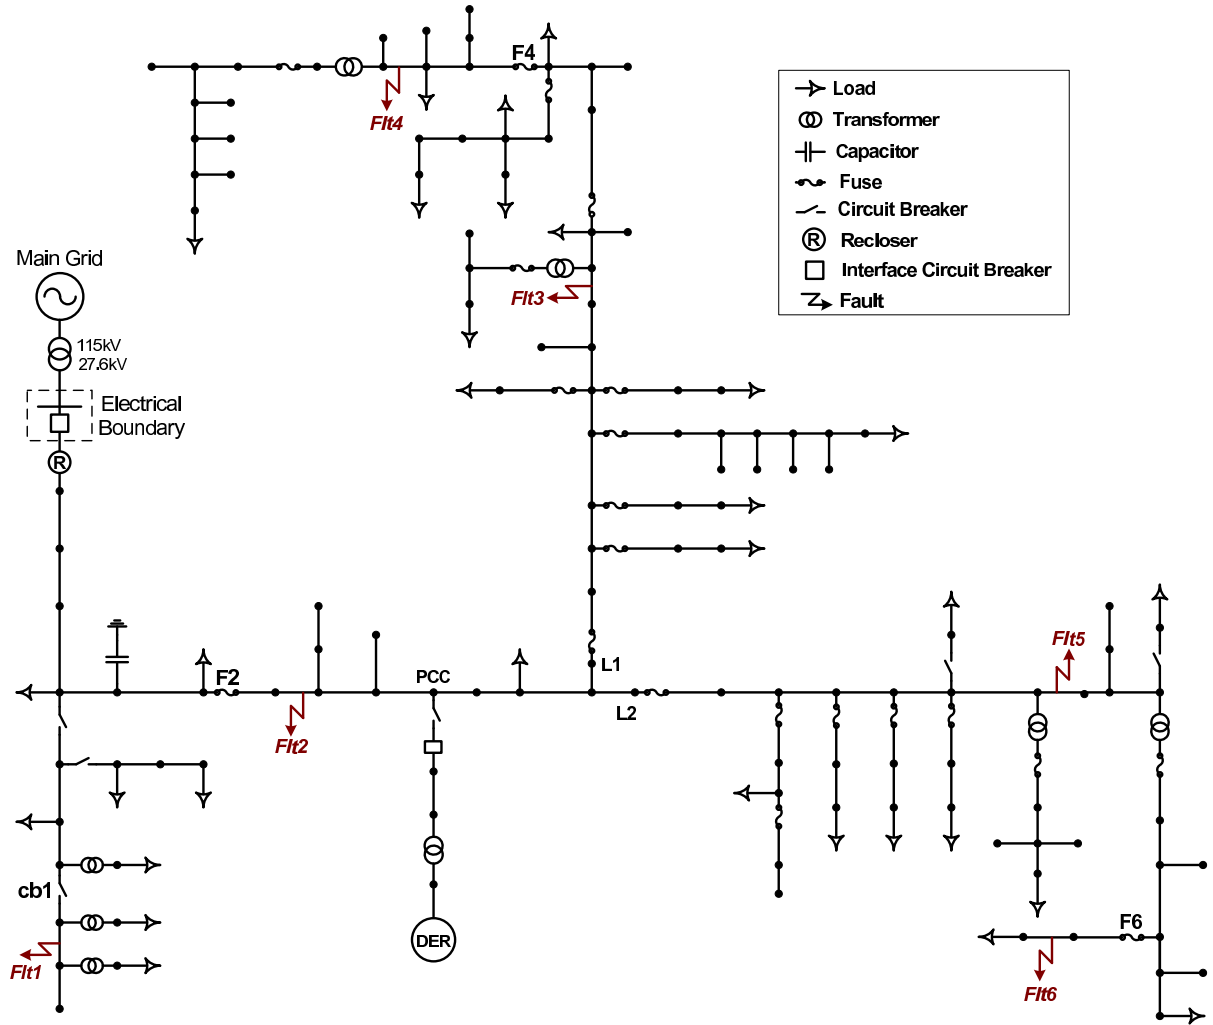 F4
Flt4
Load
Transformer
Capacitor
Fuse
Circuit Breaker
R Recloser
Interface Circuit Breaker
Fault
Main Grid
115kV
27.6kV
Electrical
Boundary
R
Flt3
L1
F2
PCC
L2
Flt5
Flt2
cb1
DER
F6
Flt1
Flt6